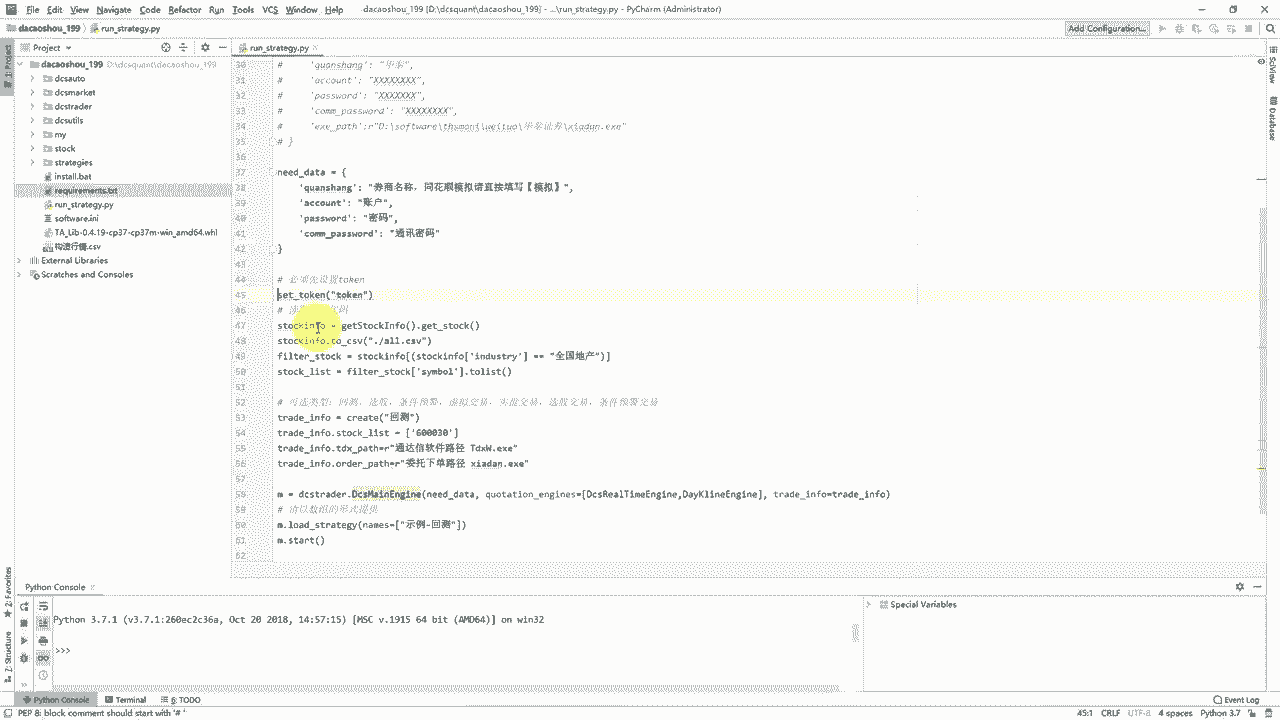 File Edit View Navigate Code Refactor Run Tools VCS Window Help dacaoshou_199 [D:\dcsquant\dacaoshou_199] - ...\run_strategy.py - PyCharm (Administrator)
dacaoshou_199 run_strategy.py Add Configuration...
Project run_strategy.py
dacaoshou_199 D:\dcsquant\dacaoshou_199
dcsauto
dcsmarket
dcstrader
dcsutils
my
stock
strategies
install.bat
requirements.txt
run_strategy.py
software.ini
TA_Lib-0.4.19-cp37-cp37m-win_amd64.whl
External Libraries
Scratches and Consoles
1: Project
SciView
Database
30 # 'quanshang': "华泰",
31 # 'account': "XXXXXXXX",
32 # 'password': "XXXXXXX",
33 # 'comm_password': "XXXXXXXX",
34 # 'exe_path':r"D:\software\
\xiadan.exe"
35 # }
36
37 need_data = {
38 'quanshang': "券商名称，同花顺模拟请直接填写【模拟】",
39 'account': "账户",
40 'password': "密码",
41 'comm_password': "通讯密码"
42 }
44 # 必须先设置token
45 set_token("token")
46 #
47 stockinfo = getStockInfo().get_stock()
48 stockinfo.to_csv("./all.csv")
49 filter_stock = stockinfo[(stockinfo['industry'] == "全国地产")]
50 stock_list = filter_stock['symbol'].tolist()
51
52 # 可选类型：回测，选股，条件预警，虚拟交易，实盘交易，选股交易，条件预警交易
53 trade_info = create("回测")
54 trade_info.stock_list = ['600030']
55 trade_info.tdx_path=r"通达信软件路径 TdxW.exe"
56 trade_info.order_path=r"委托下单路径 xiadan.exe"
57
58 m = dcstrader.DcsMainEngine(need_data, quotation_engines=[DcsRealTimeEngine,DayKlineEngine], trade_info=trade_info)
59 # 请以数组的形式提供
60 m.load_strategy(names=["示例-回测"])
61 m.start()
62
Python Console
Python 3.7.1 (v3.7.1:260ec2c36a, Oct 20 2018, 14:57:15) [MSC v.1915 64 bit (AMD64)] on win32
>>>
Special Variables
2: Favorites
7: Structure
Python Console Terminal 6: TODO Event Log
PEP 8: block comment should start with '# ' 45:1 CRLF UTF-8 4 spaces Python 3.7